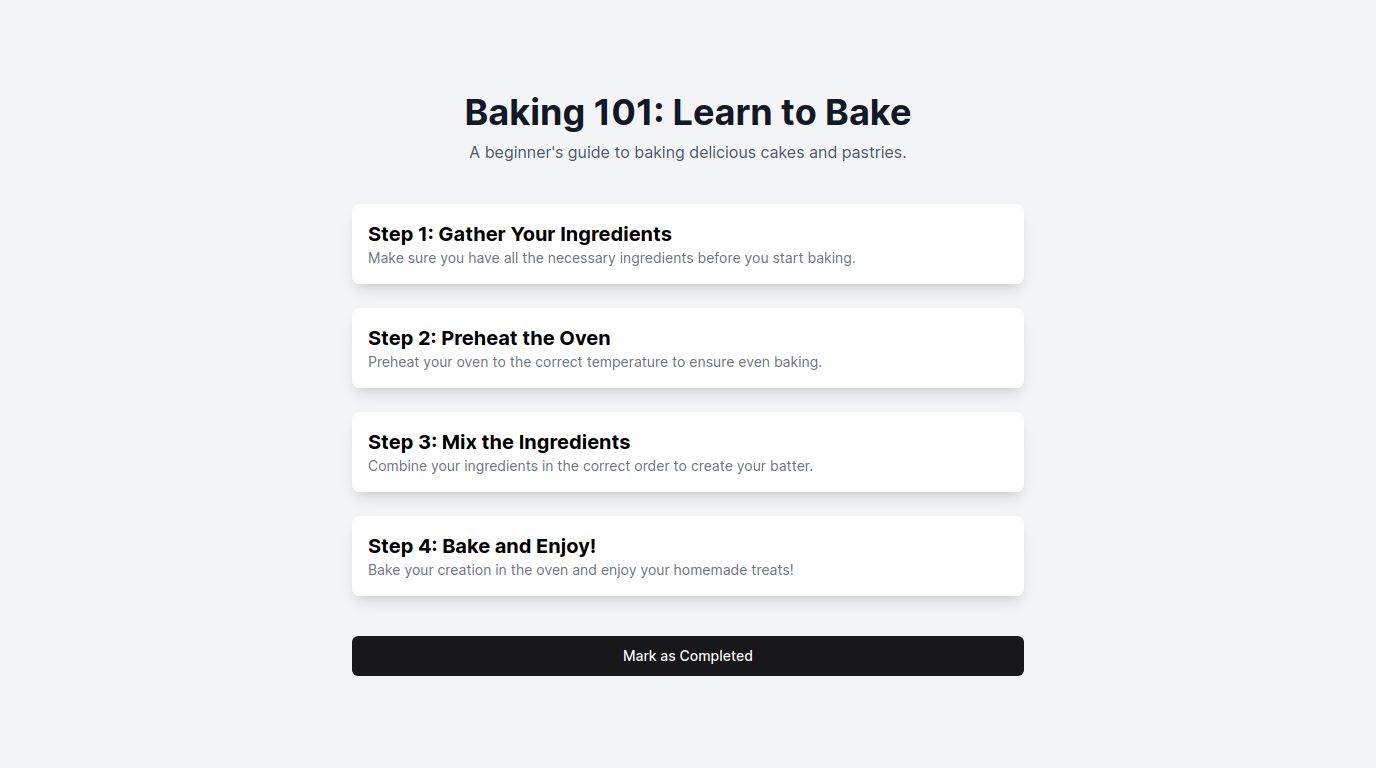 Baking 101: Learn to Bake
A beginner's guide to baking delicious cakes and pastries.
Step 1: Gather Your Ingredients
Make sure you have all the necessary ingredients before you start baking.
Step 2: Preheat the Oven
Preheat your oven to the correct temperature to ensure even baking.
Step 3: Mix the Ingredients
Combine your ingredients in the correct order to create your batter.
Step 4: Bake and Enjoy!
Bake your creation in the oven and enjoy your homemade treats!
Mark as Completed